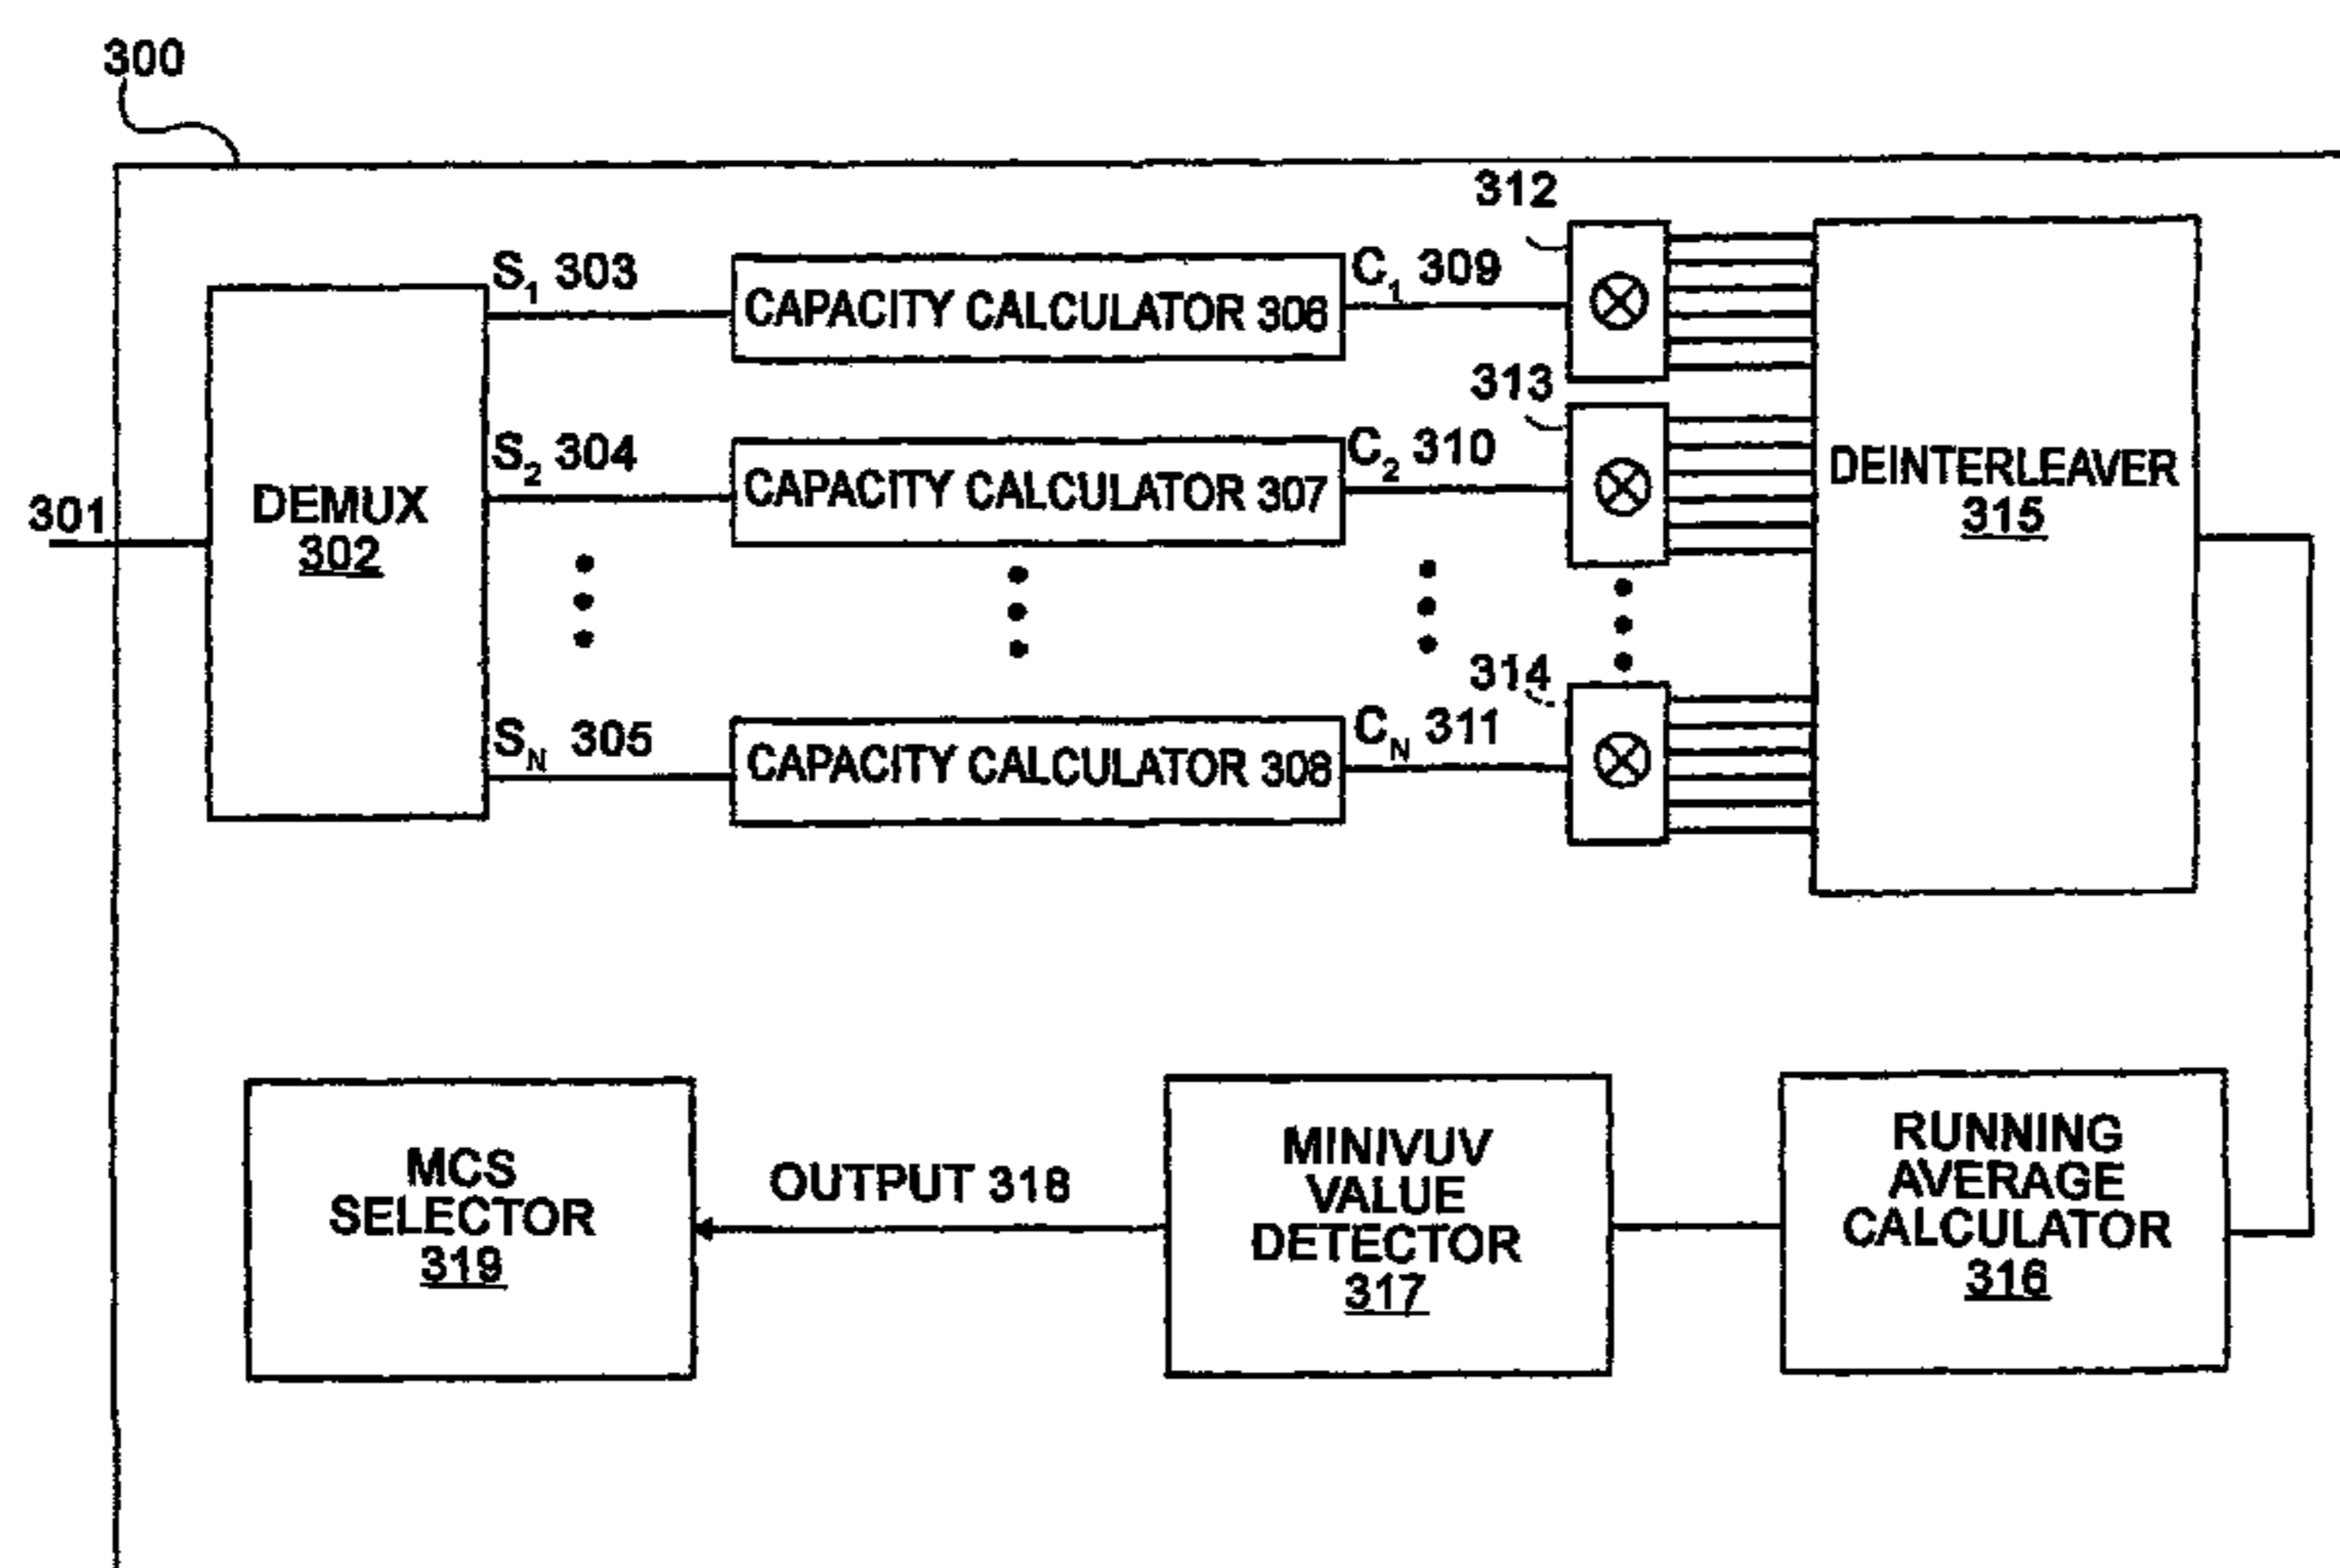 300
312
S1 303
CAPACITY CALCULATOR 306
C1 309
313
S2 304
CAPACITY CALCULATOR 307
C2 310
DEINTERLEAVER
315
301
DEMUX
302
314
SN 305
CAPACITY CALCULATOR 308
CN 311
MCS
SELECTOR
319
OUTPUT 318
MINIVUV
VALUE
DETECTOR
317
RUNNING
AVERAGE
CALCULATOR
316